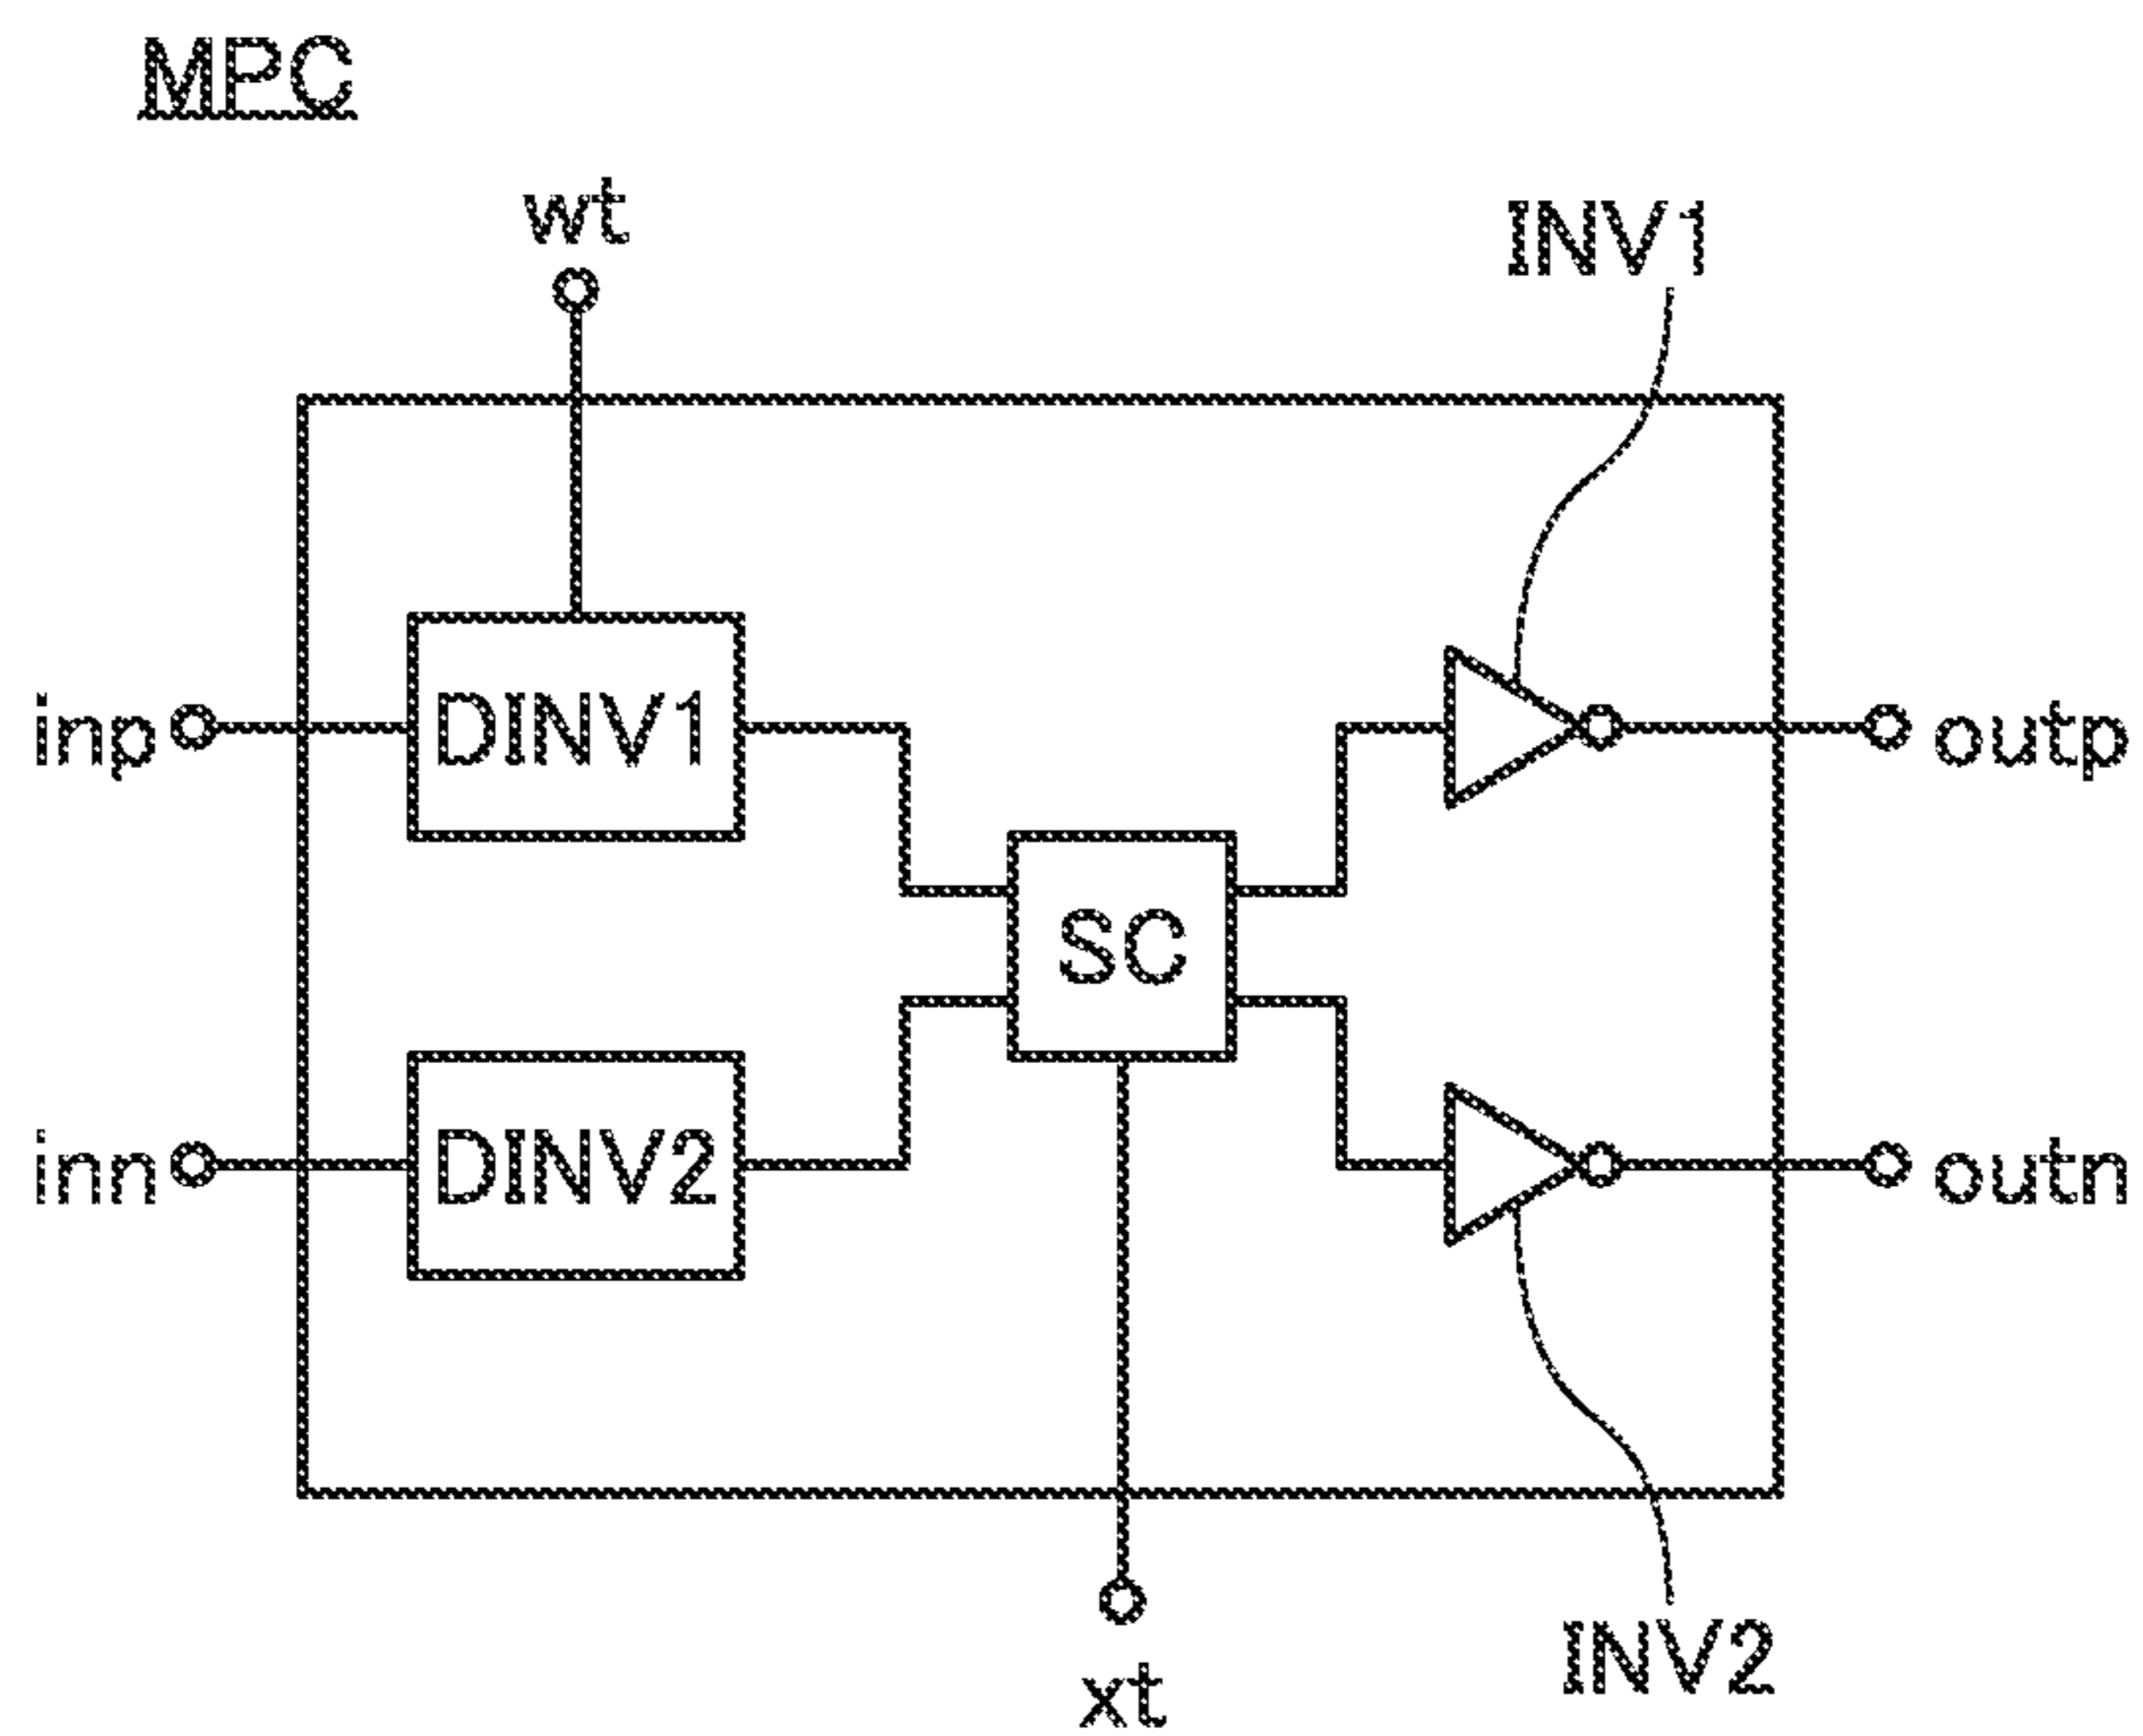 MPC
wt
INV1
inp
DINV1
outp
SC
inn
DINV2
outn
xt
INV2